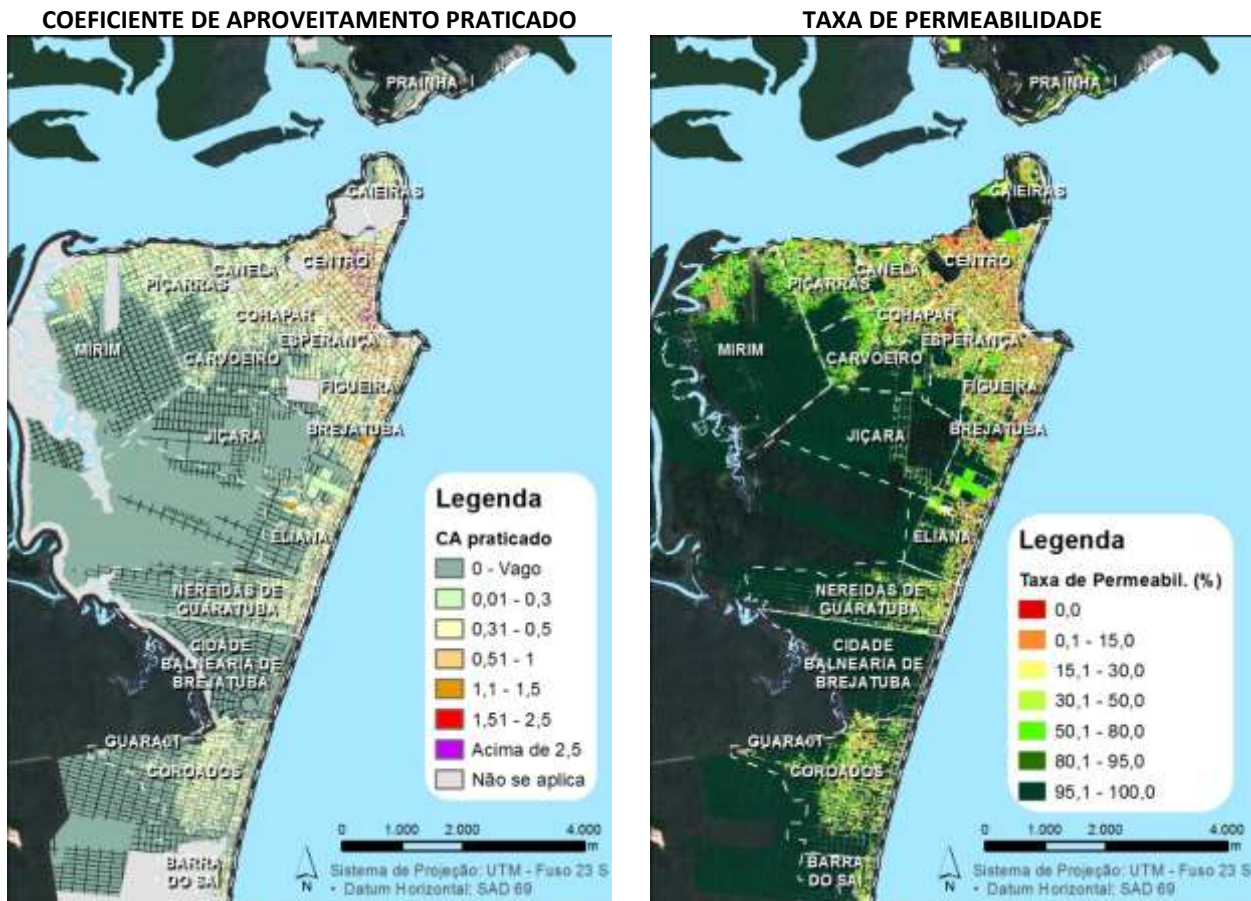 COEFICIENTE DE APROVEITAMENTO PRATICADO
PRAINHA
CAIEIRAS
CENTRO
CANELA
PIÇARRAS
COHAPAR
ESPERANÇA
MIRIM
CARVOEIRO
FIGUEIRA
JIÇARA
BREJATUBA
ELIANA
NEREIDAS DE
GUARATUBA
CIDADE
BALNEARIA DE
BREJATUBA
GUARACI
COROADOS
BARRA
DO SAI
Legenda
CA praticado
0 - Vago
0,01 - 0,3
0,31 - 0,5
0,51 - 1
1,1 - 1,5
1,51 - 2,5
Acima de 2,5
Não se aplica
0 1.000 2.000 4.000
m
N
Sistema de Projeção: UTM - Fuso 23 S
• Datum Horizontal: SAD 69
TAXA DE PERMEABILIDADE
PRAINHA
CAIEIRAS
CENTRO
CANELA
PIÇARRAS
COHAPAR
ESPERANÇA
MIRIM
CARVOEIRO
FIGUEIRA
JIÇARA
BREJATUBA
ELIANA
NEREIDAS DE
GUARATUBA
CIDADE
BALNEARIA DE
BREJATUBA
GUARACI
COROADOS
BARRA
DO SAI
Legenda
Taxa de Permeabil. (%)
0,0
0,1 - 15,0
15,1 - 30,0
30,1 - 50,0
50,1 - 80,0
80,1 - 95,0
95,1 - 100,0
0 1.000 2.000 4.000
m
N
Sistema de Projeção: UTM - Fuso 23 S
• Datum Horizontal: SAD 69